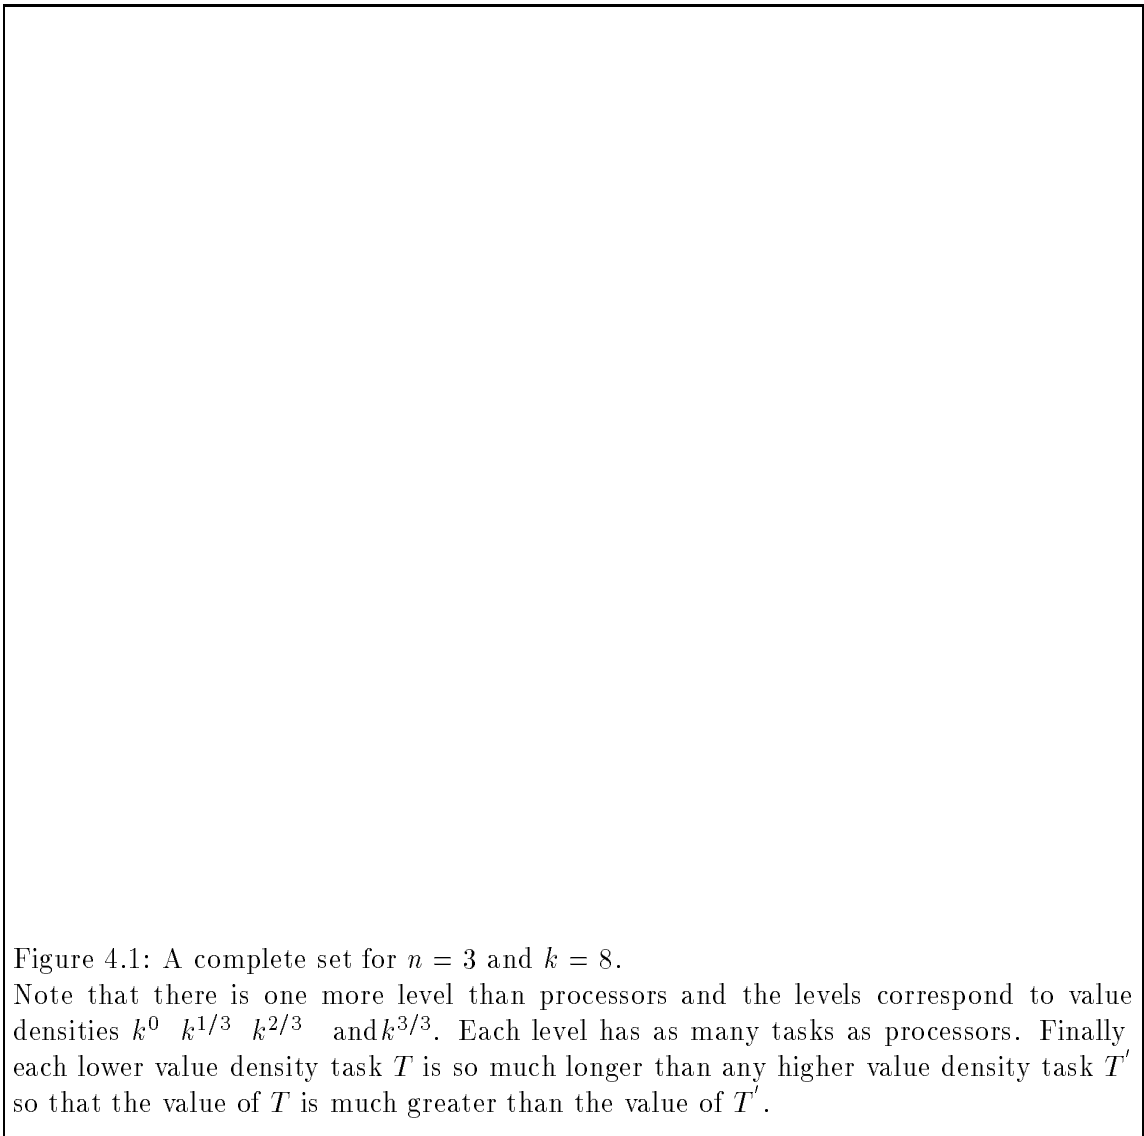 Figure 4.1: A complete set for n = 3 and k = 8.
Note that there is one more level than processors and the levels correspond to value
densities k^0 k^{1/3} k^{2/3} and k^{3/3}. Each level has as many tasks as processors. Finally
each lower value density task T is so much longer than any higher value density task T'
so that the value of T is much greater than the value of T'.